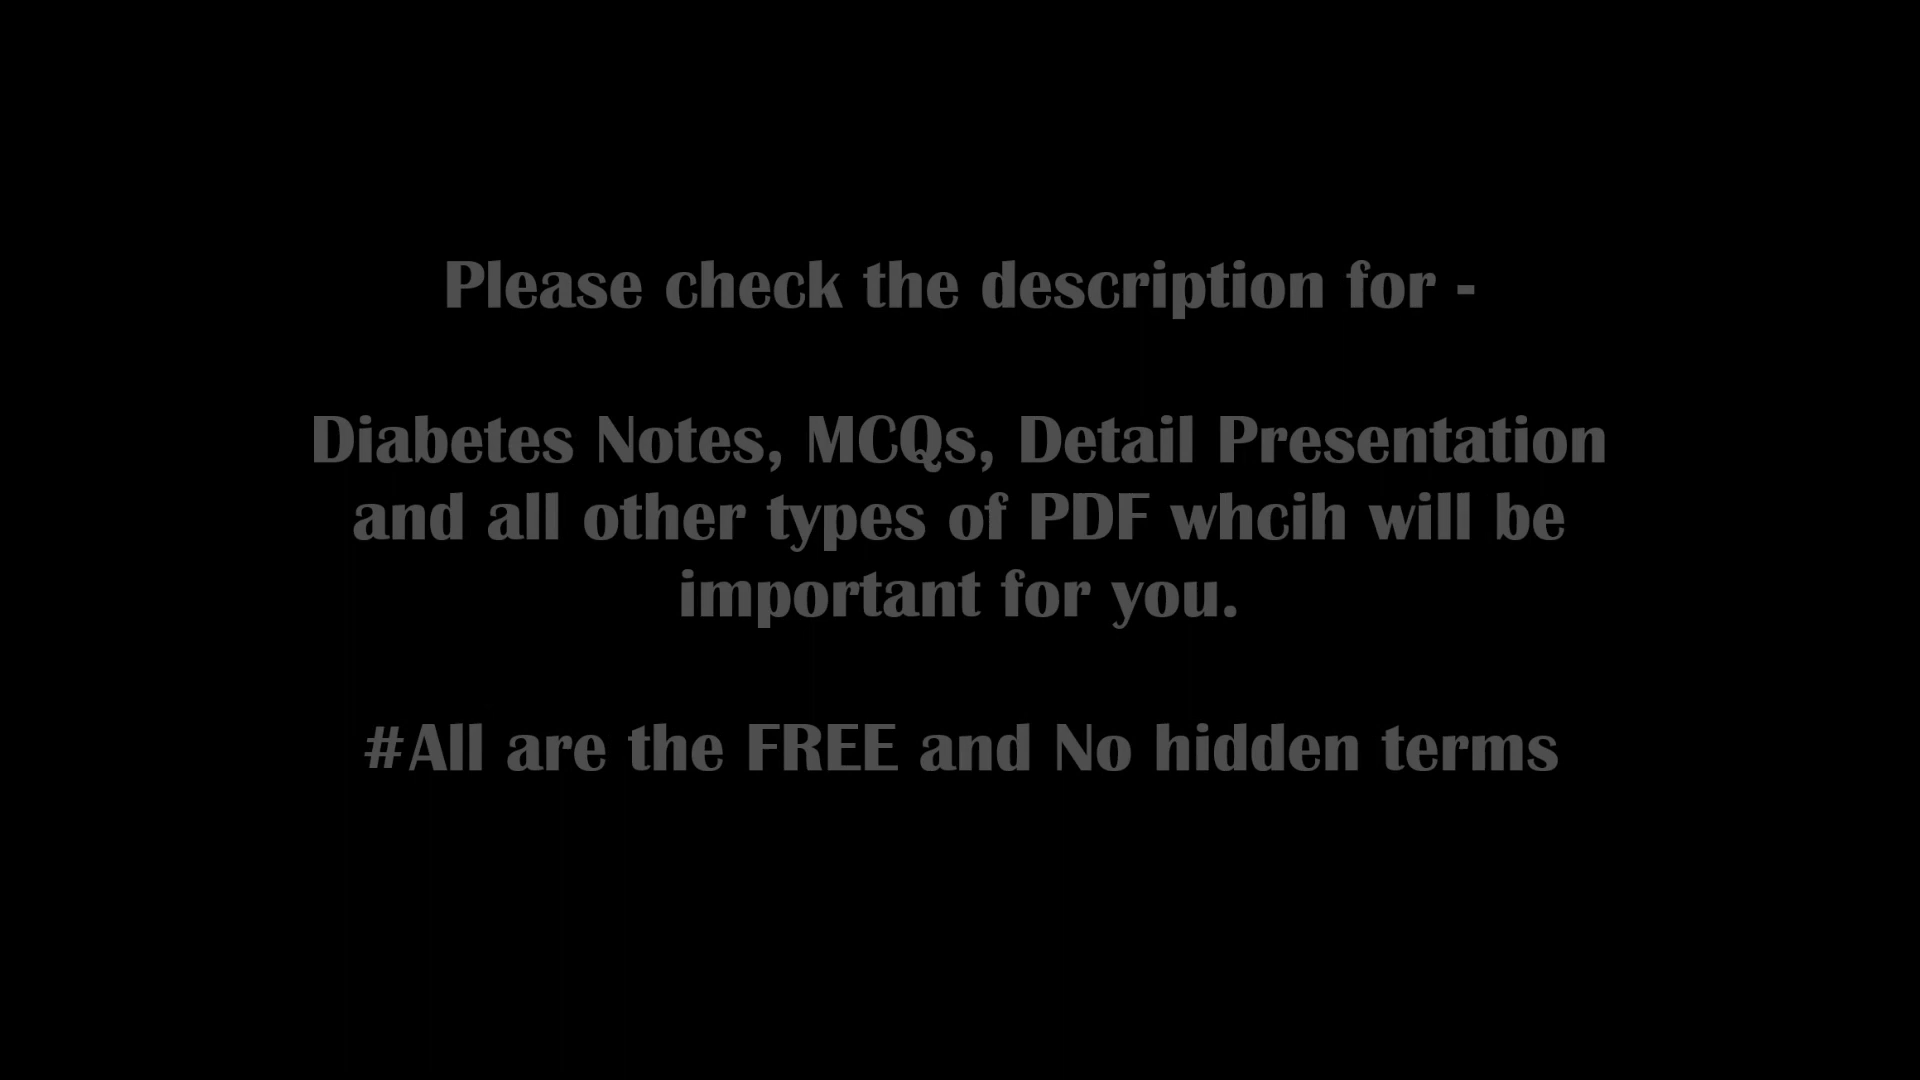 Please check the description for -
Diabetes Notes, MCQs, Detail Presentation
and all other types of PDF whcih will be
important for you.
#All are the FREE and No hidden terms